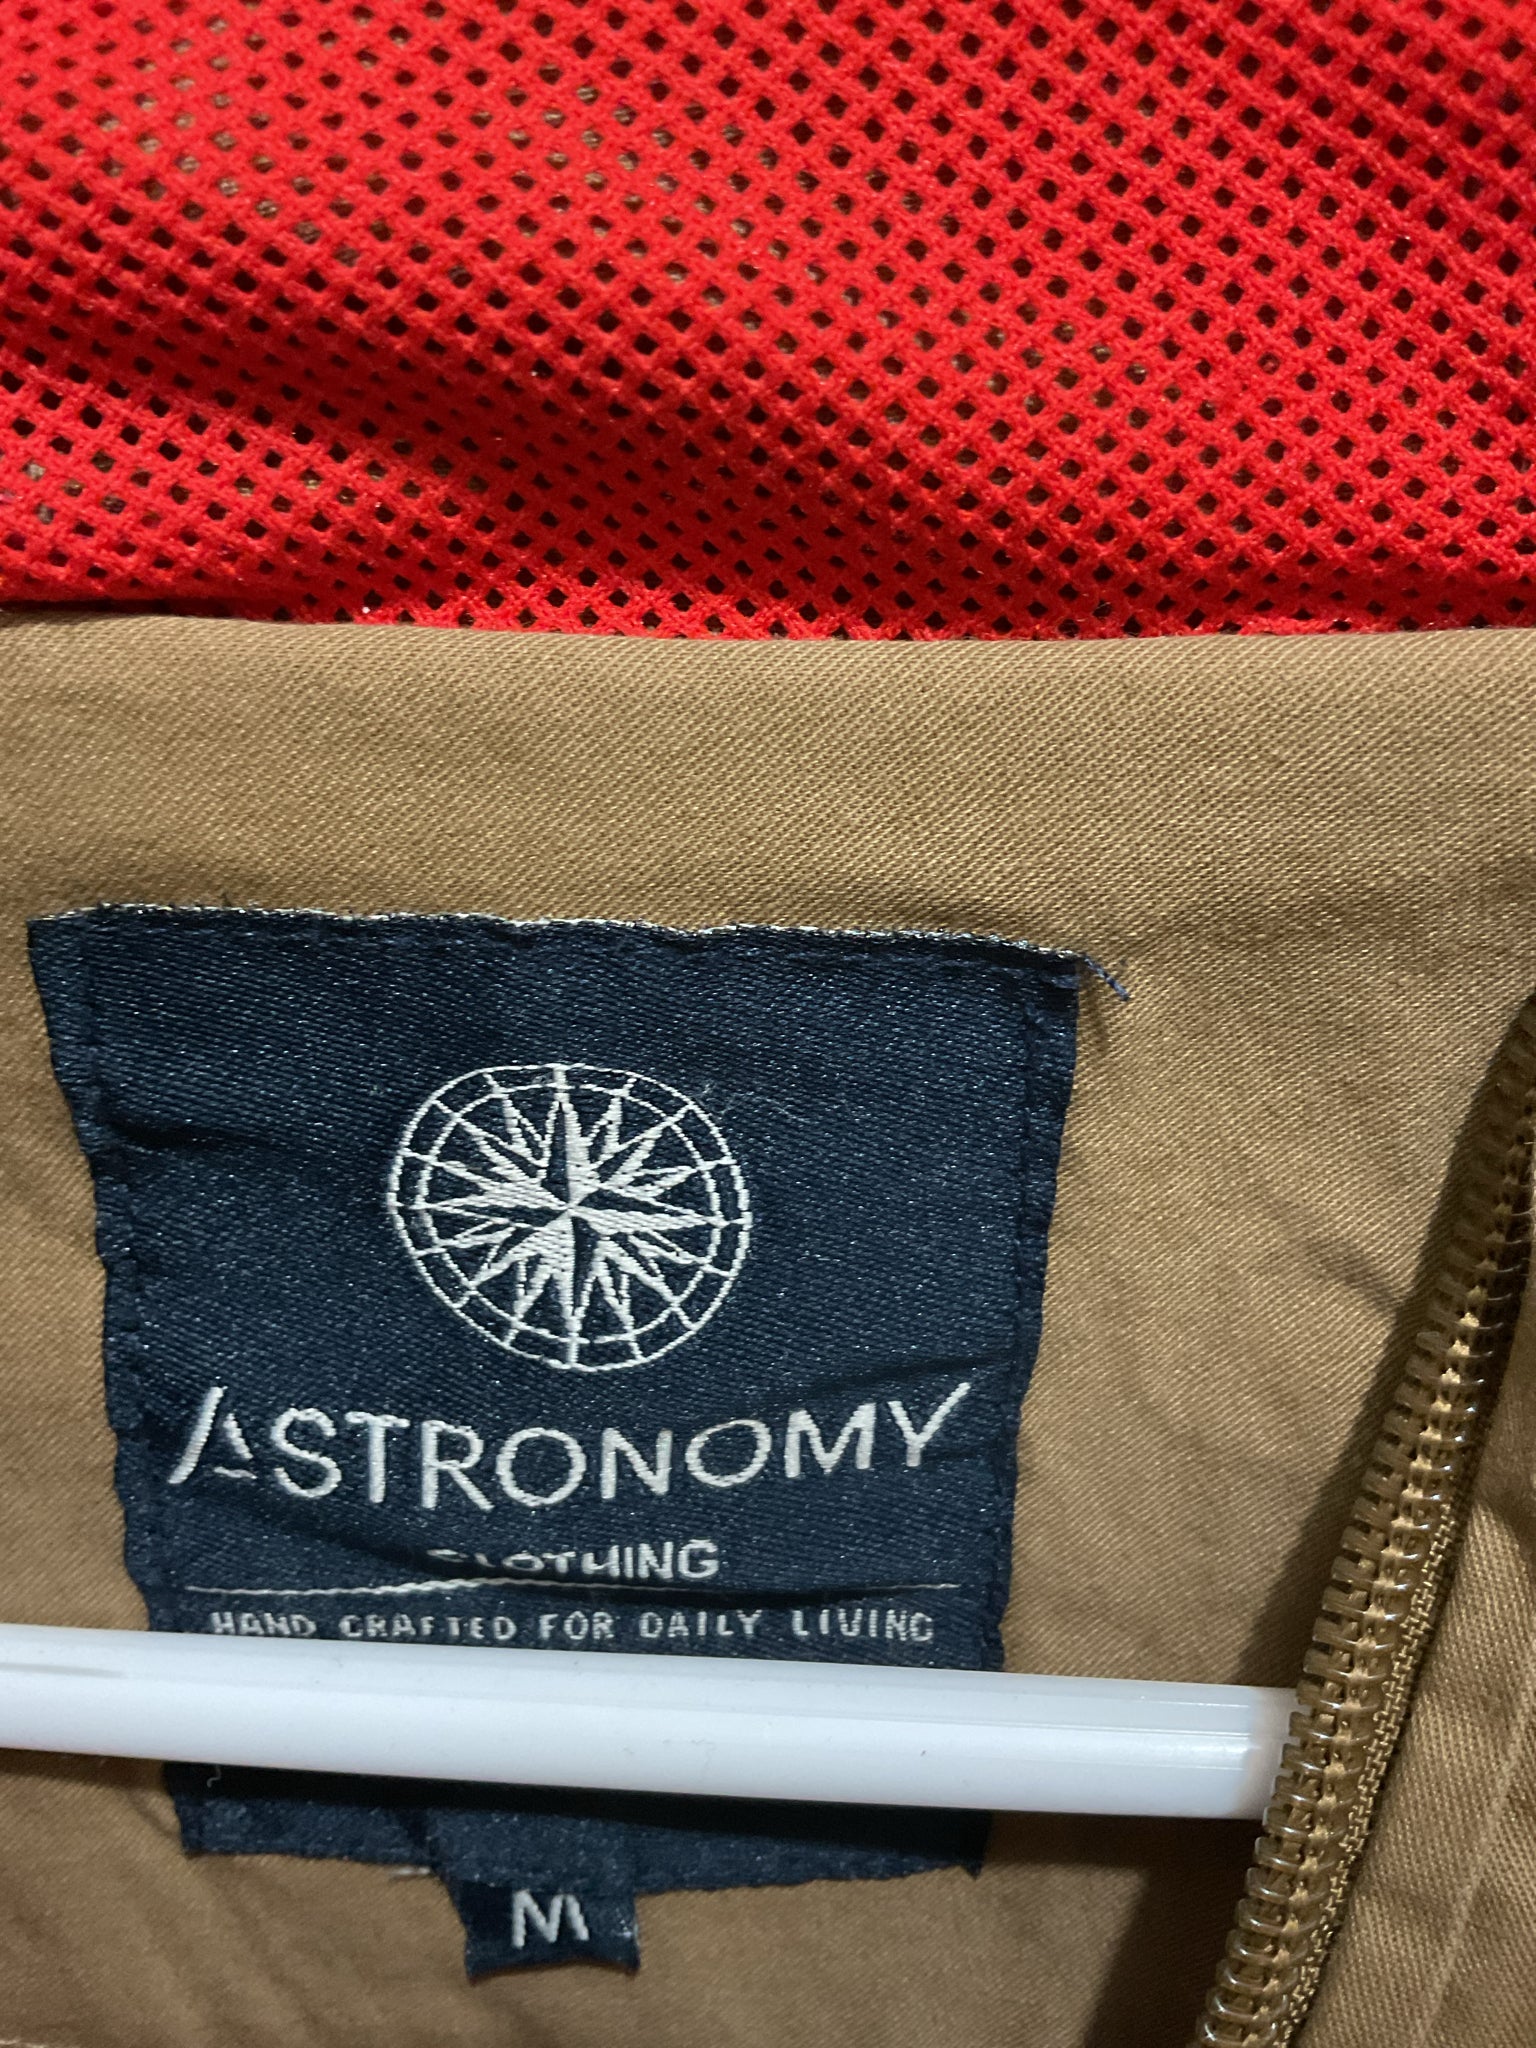 ASTRONOMY
CLOTHING
HAND CRAFTED FOR DAILY LIVING
M